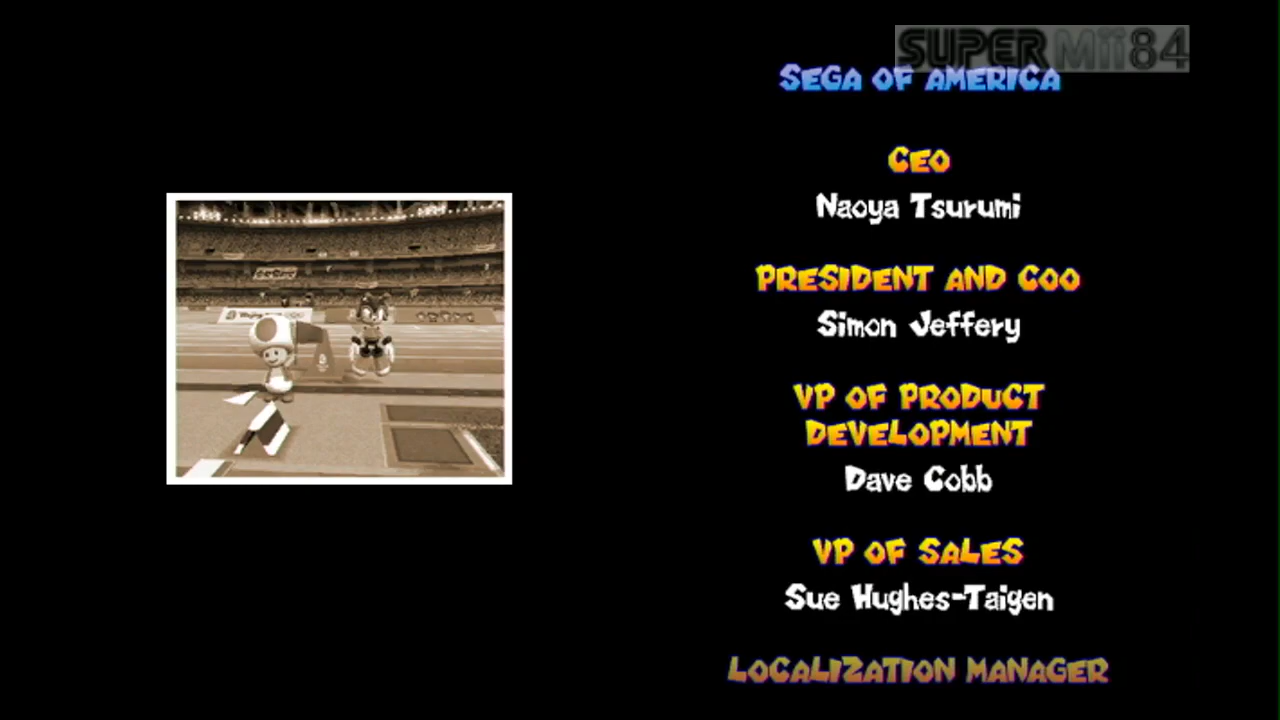 SUPER Mii84
SEGA OF AMERICA
CEO
Naoya Tsurumi
PRESIDENT AND COO
Simon Jeffery
VP OF PRODUCT
DEVELOPMENT
Dave Cobb
VP OF SALES
Sue Hughes-Taigen
LOCALIZATION MANAGER